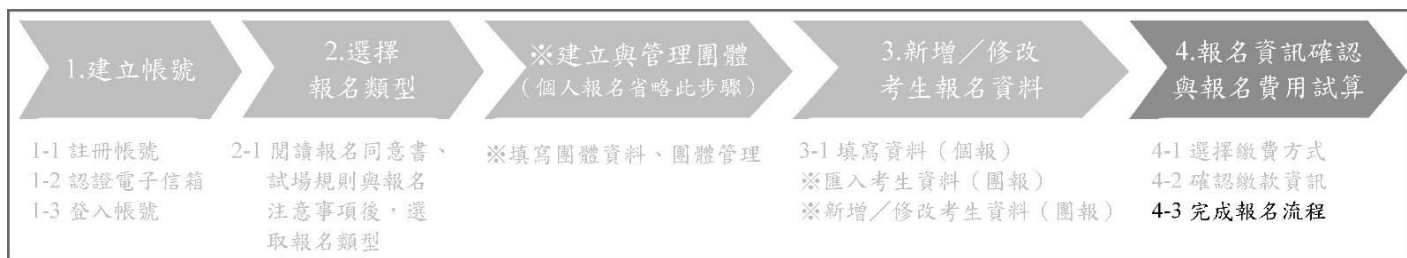 1.建立帳號
2.選擇
報名類型
※建立與管理團體
（個人報名省略此步驟）
3.新增／修改
考生報名資料
4.報名資訊確認
與報名費用試算
1-1 註冊帳號
1-2 認證電子信箱
1-3 登入帳號
2-1 閱讀報名同意書、
試場規則與報名
注意事項後，選
取報名類型
※填寫團體資料、團體管理
3-1 填寫資料（個報）
※匯入考生資料（團報）
※新增／修改考生資料（團報）
4-1 選擇繳費方式
4-2 確認繳款資訊
4-3 完成報名流程